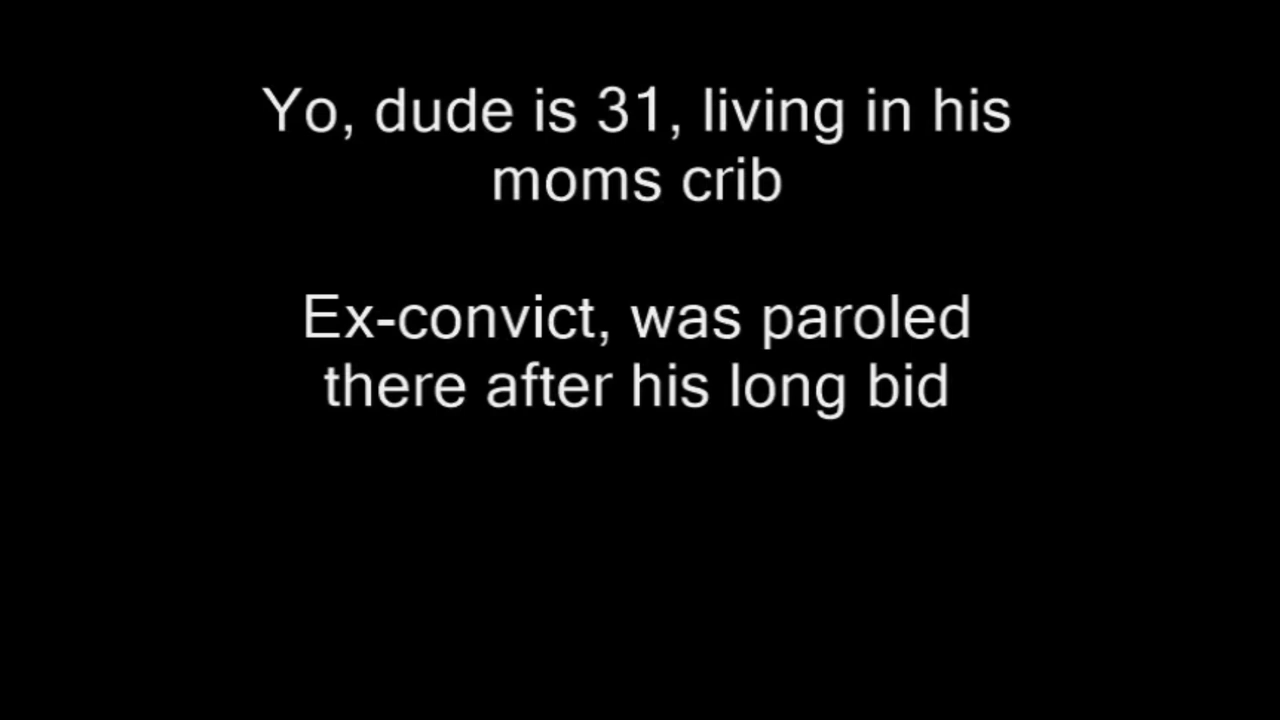 Yo, dude is 31, living in his
moms crib
Ex-convict, was paroled
there after his long bid